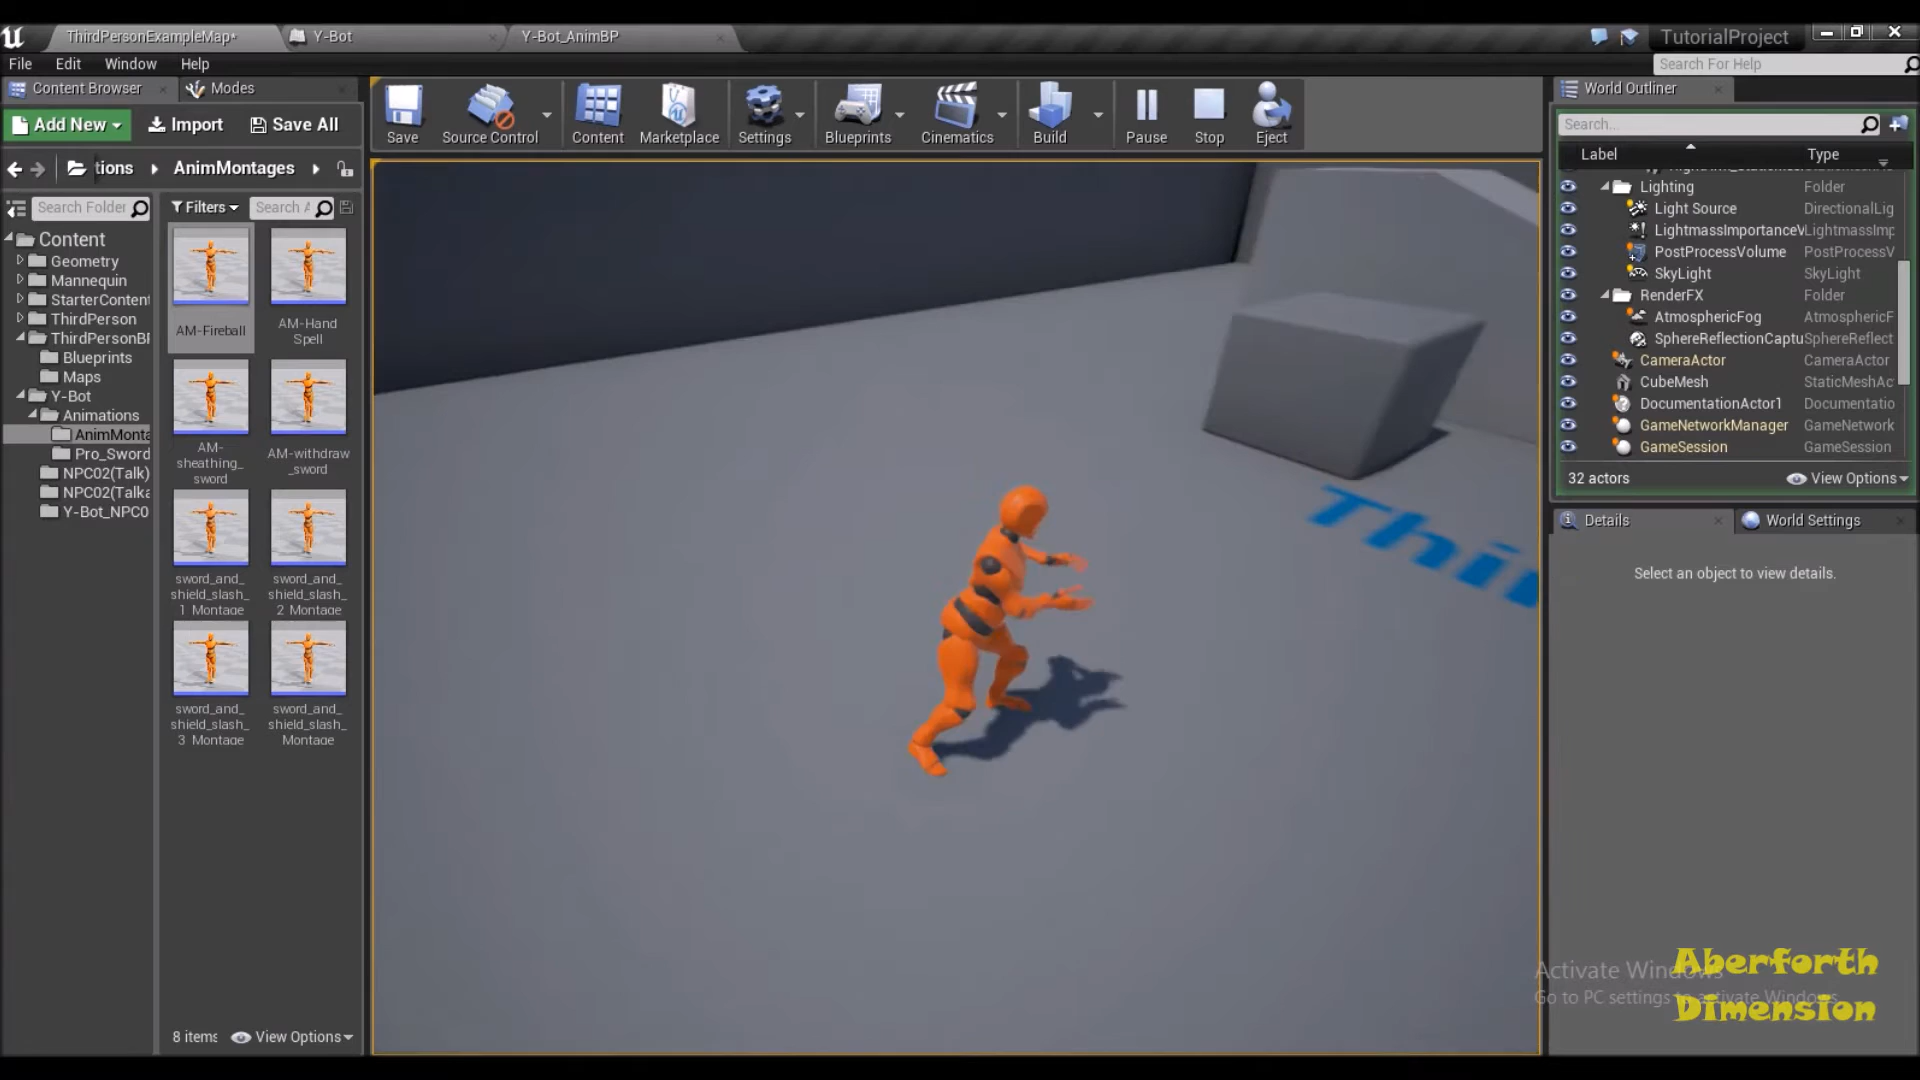 ThirdPersonExampleMap*
Y-Bot
Y-Bot_AnimBP
TutorialProject
File
Edit
Window
Help
Search For Help
Content Browser
Modes
World Outliner
Add New
Import
Save All
Save
Source Control
Content
Marketplace
Settings
Blueprints
Cinematics
Build
Pause
Stop
Eject
Search...
Label
Type
tions
AnimMontages
Search Folder
Filters
Search A
Content
Geometry
Mannequin
StarterContent
ThirdPerson
ThirdPersonBP
Blueprints
Maps
Y-Bot
Animations
AnimMonta
Pro_Sword
NPC02(Talk)
NPC02(Talka
Y-Bot_NPC0
AM-Fireball
AM-Hand
Spell
AM-
sheathing_
sword
AM-withdraw
_sword
sword_and_
shield_slash_
1_Montage
sword_and_
shield_slash_
2_Montage
sword_and_
shield_slash_
3_Montage
sword_and_
shield_slash_
Montage
8 items
View Options
Thi
Lighting
Folder
Light Source
DirectionalLig
LightmassImportanceV
LightmassImp
PostProcessVolume
PostProcessV
SkyLight
SkyLight
RenderFX
Folder
AtmosphericFog
AtmosphericF
SphereReflectionCaptu
SphereReflect
CameraActor
CameraActor
CubeMesh
StaticMeshAc
DocumentationActor1
Documentatio
GameNetworkManager
GameNetwork
GameSession
GameSession
32 actors
View Options
Details
World Settings
Select an object to view details.
Activate Windows
Go to PC settings to activate Windows.
Aberforth
Dimension